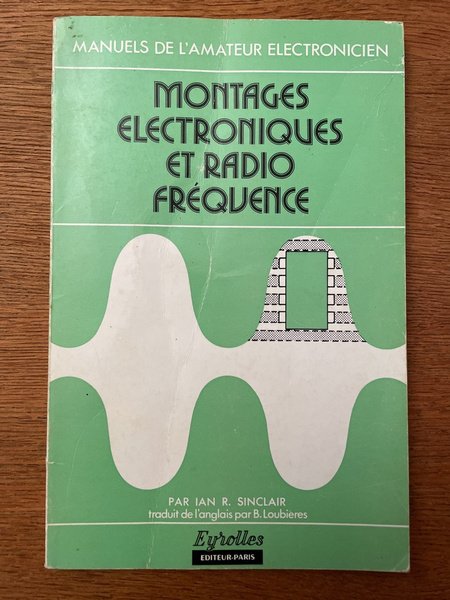 MANUELS DE L'AMATEUR ELECTRONICIEN
MONTAGES
ELECTRONIQUES
ET RADIO
FRÉQUENCE
PAR IAN R. SINCLAIR
traduit de l'anglais par B. Loubieres
Eyrolles
EDITEUR-PARIS